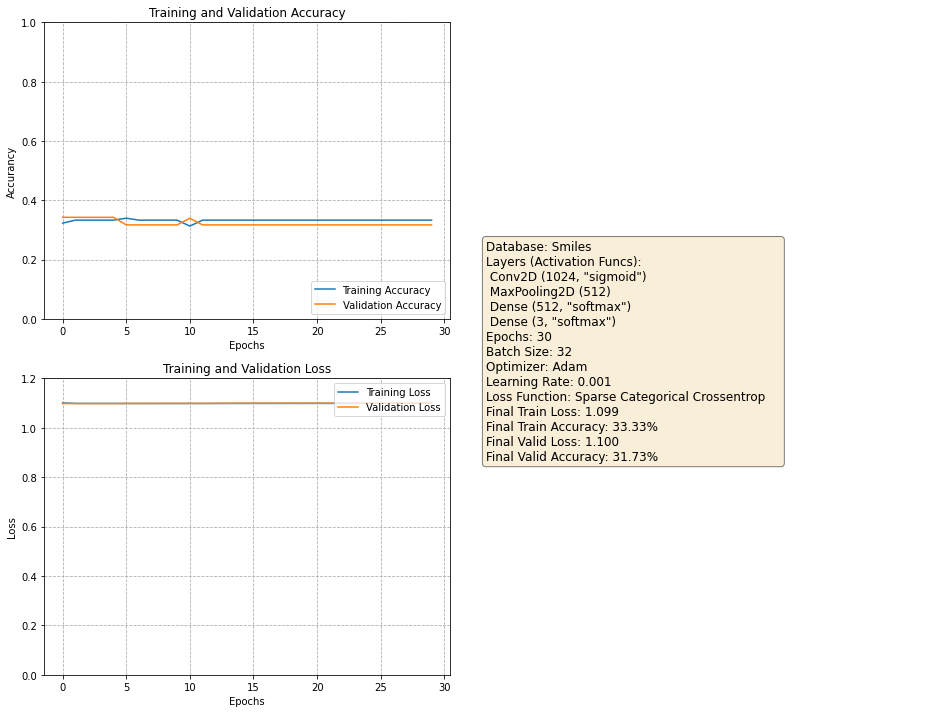 Training and Validation Accuracy
1.0
0.8
0.6
0.4
0.2
0.0
Accurancy
Training Accuracy
Validation Accuracy
0 5 10 15 20 25 30
Epochs
Training and Validation Loss
1.2
1.0
0.8
0.6
0.4
0.2
0.0
Loss
Training Loss
Validation Loss
0 5 10 15 20 25 30
Epochs
Database: Smiles
Layers (Activation Funcs):
Conv2D (1024, "sigmoid")
MaxPooling2D (512)
Dense (512, "softmax")
Dense (3, "softmax")
Epochs: 30
Batch Size: 32
Optimizer: Adam
Learning Rate: 0.001
Loss Function: Sparse Categorical Crossentrop
Final Train Loss: 1.099
Final Train Accuracy: 33.33%
Final Valid Loss: 1.100
Final Valid Accuracy: 31.73%